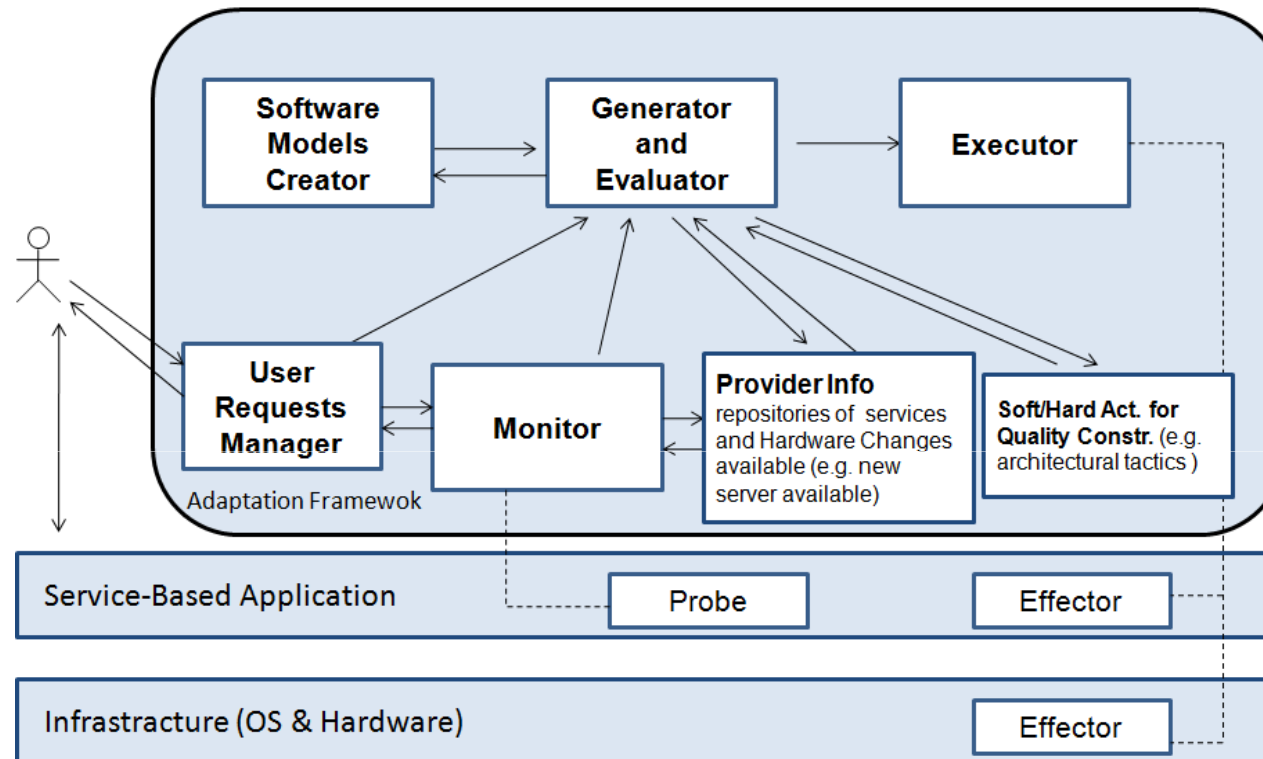 Software
Models
Creator
Generator
and
Evaluator
Executor
User
Requests
Manager
Monitor
Provider Info
repositories of services
and Hardware Changes
available (e.g. new
server available)
Soft/Hard Act. for
Quality Constr. (e.g.
architectural tactics )
Adaptation Framewok
Service-Based Application
Probe
Effector
Infrastracture (OS & Hardware)
Effector